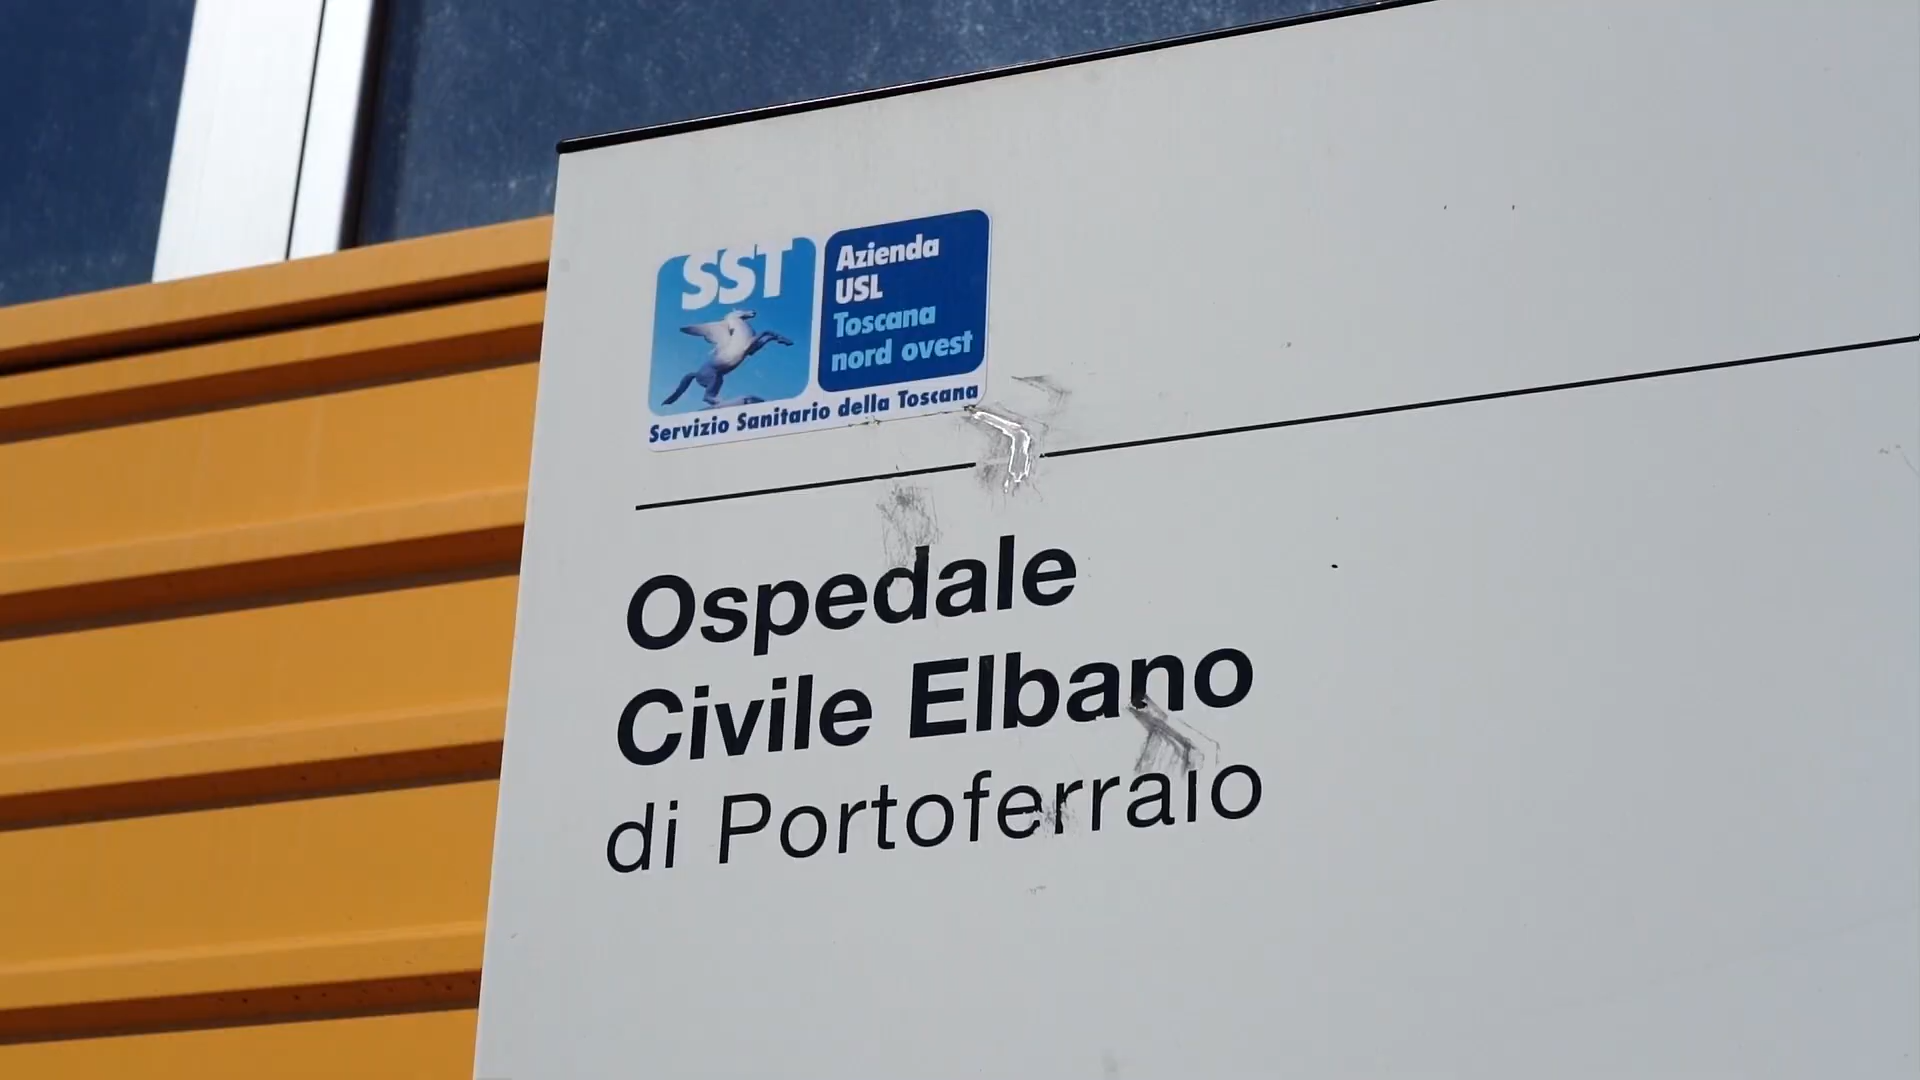 SST
Azienda
USL
Toscana
nord ovest
Servizio Sanitario della Toscana
Ospedale
Civile Elbano
di Portoferraio